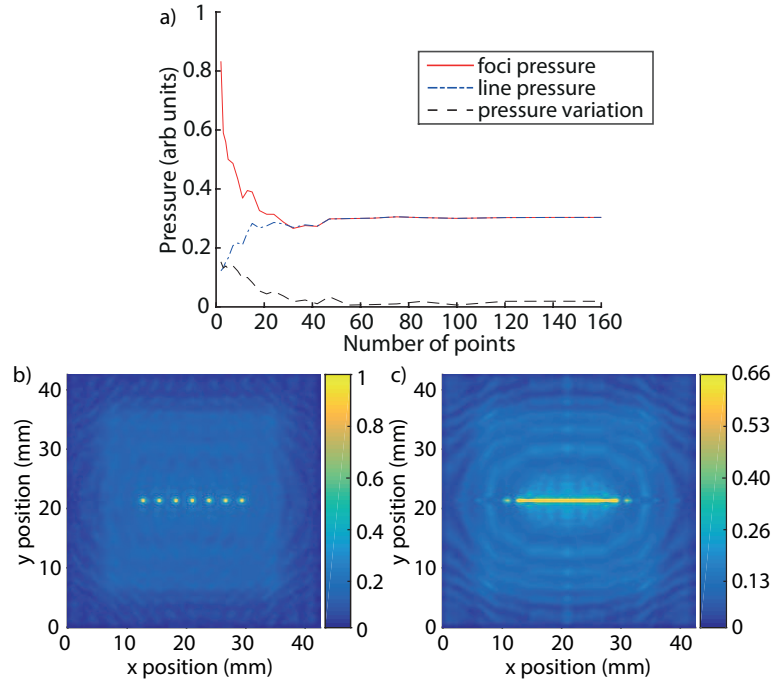 a)
1
0.8
0.6
0.4
0.2
0
Pressure (arb units)
foci pressure
line pressure
pressure variation
0 20 40 60 80 100 120 140 160
Number of points
b)
40
30
20
10
0
y position (mm)
0 10 20 30 40
x position (mm)
1
0.8
0.6
0.4
0.2
0
c)
40
30
20
10
0
y position (mm)
0 10 20 30 40
x position (mm)
0.66
0.53
0.40
0.26
0.13
0